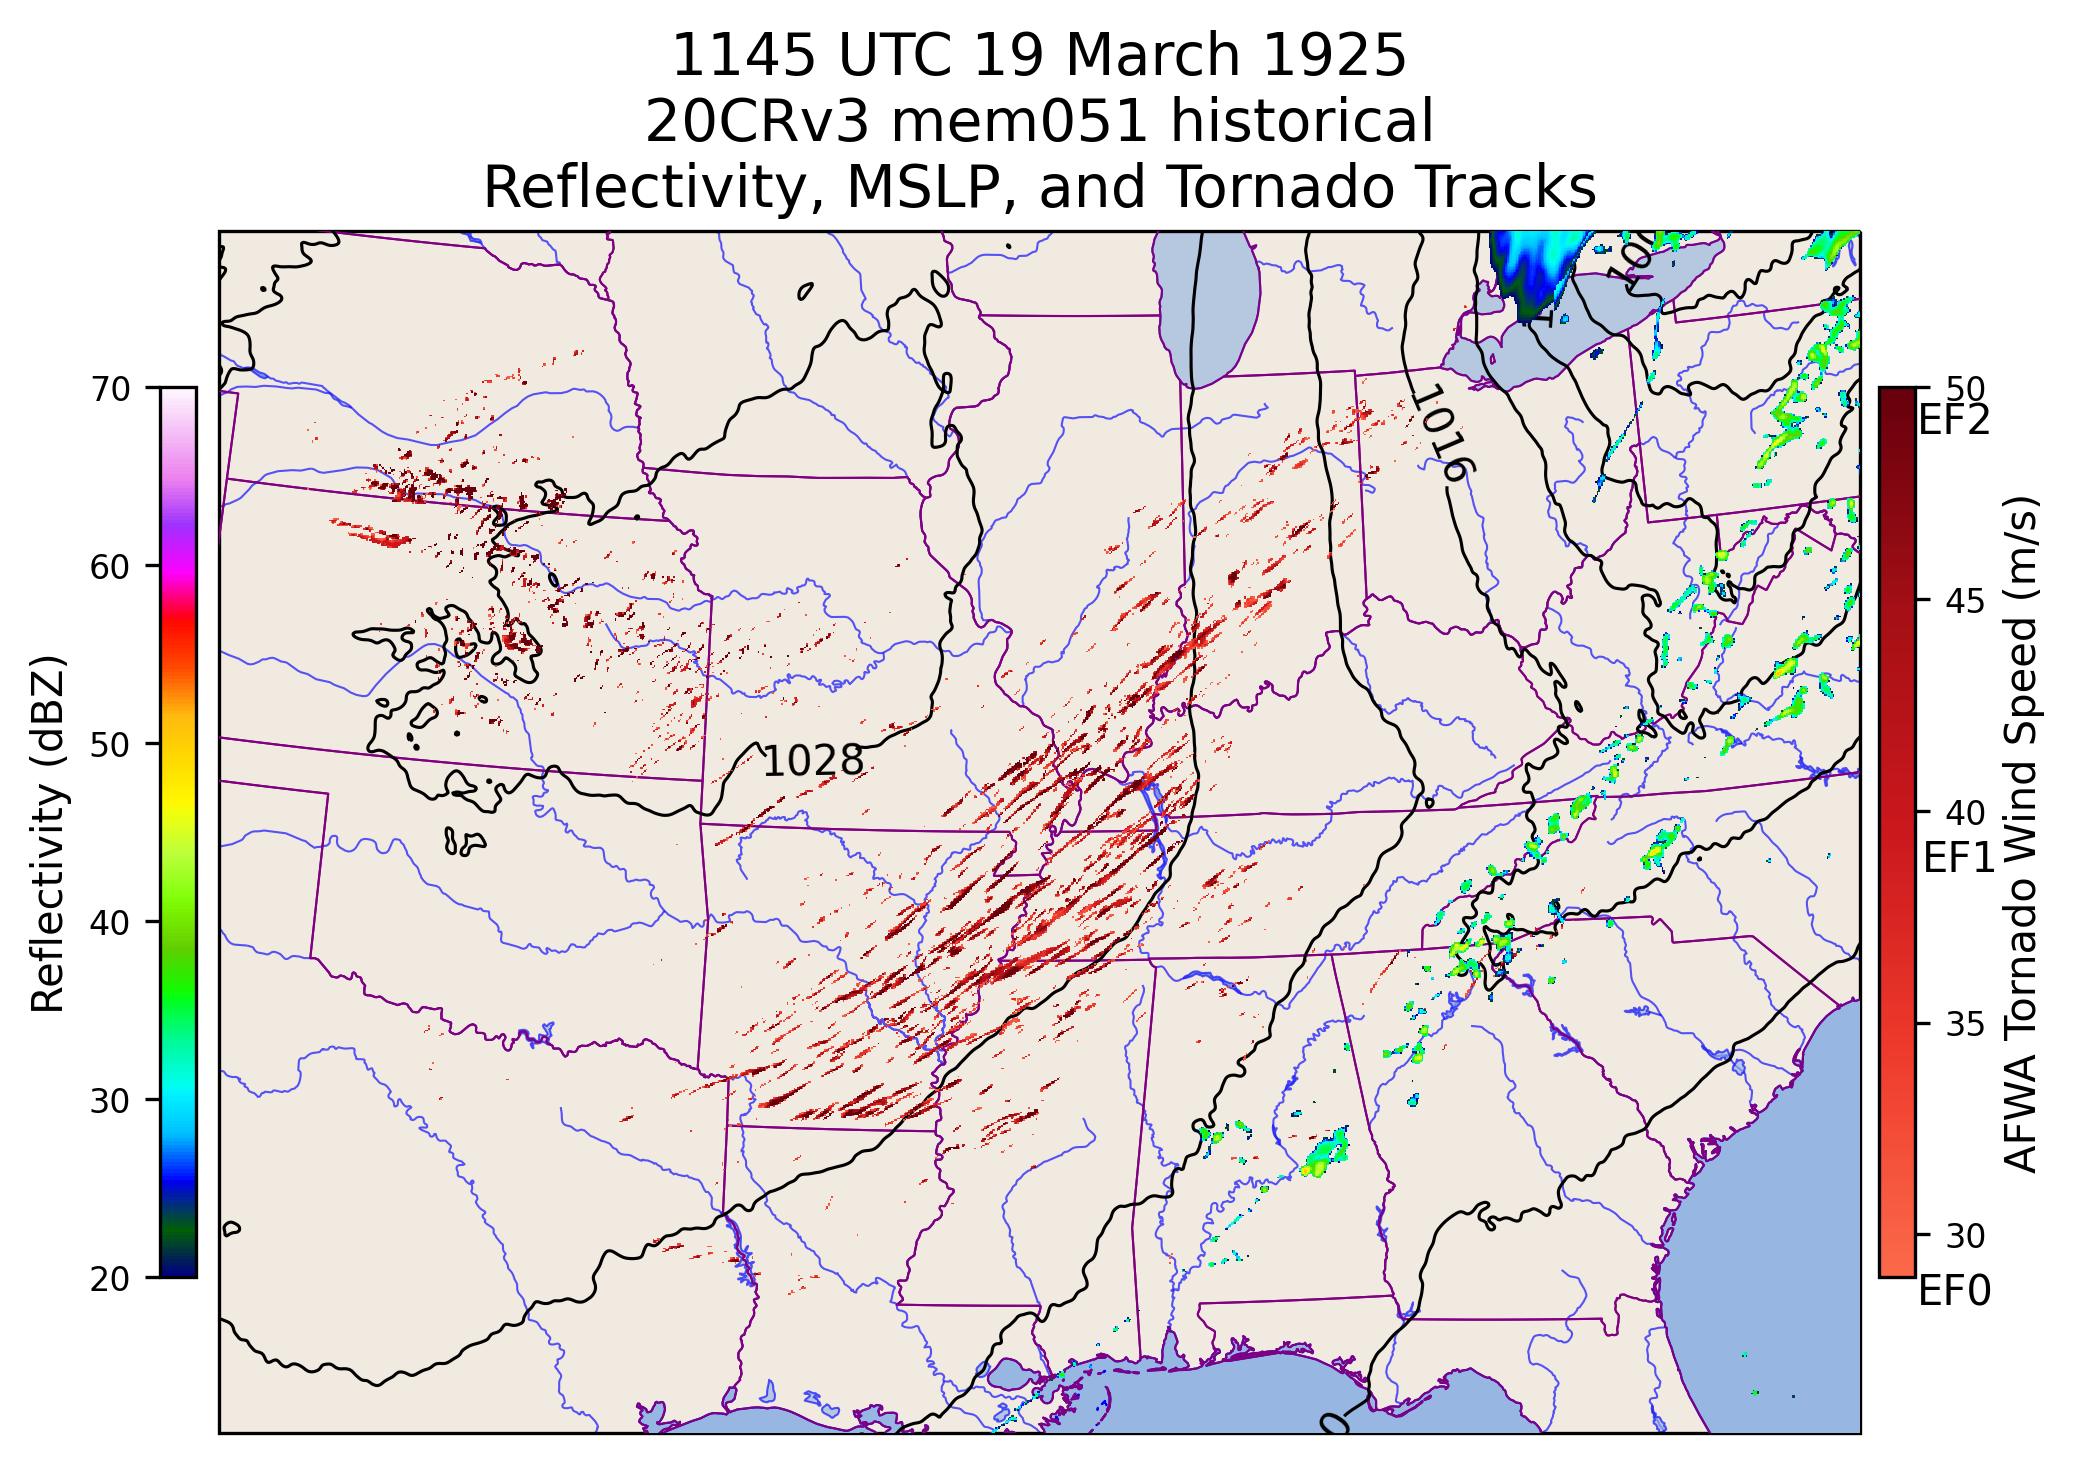 1145 UTC 19 March 1925
20CRv3 mem051 historical
Reflectivity, MSLP, and Tornado Tracks
Reflectivity (dBZ)
70
60
50
40
30
20
1016
1028
50
EF2
45
40
EF1
35
30
EF0
AFWA Tornado Wind Speed (m/s)